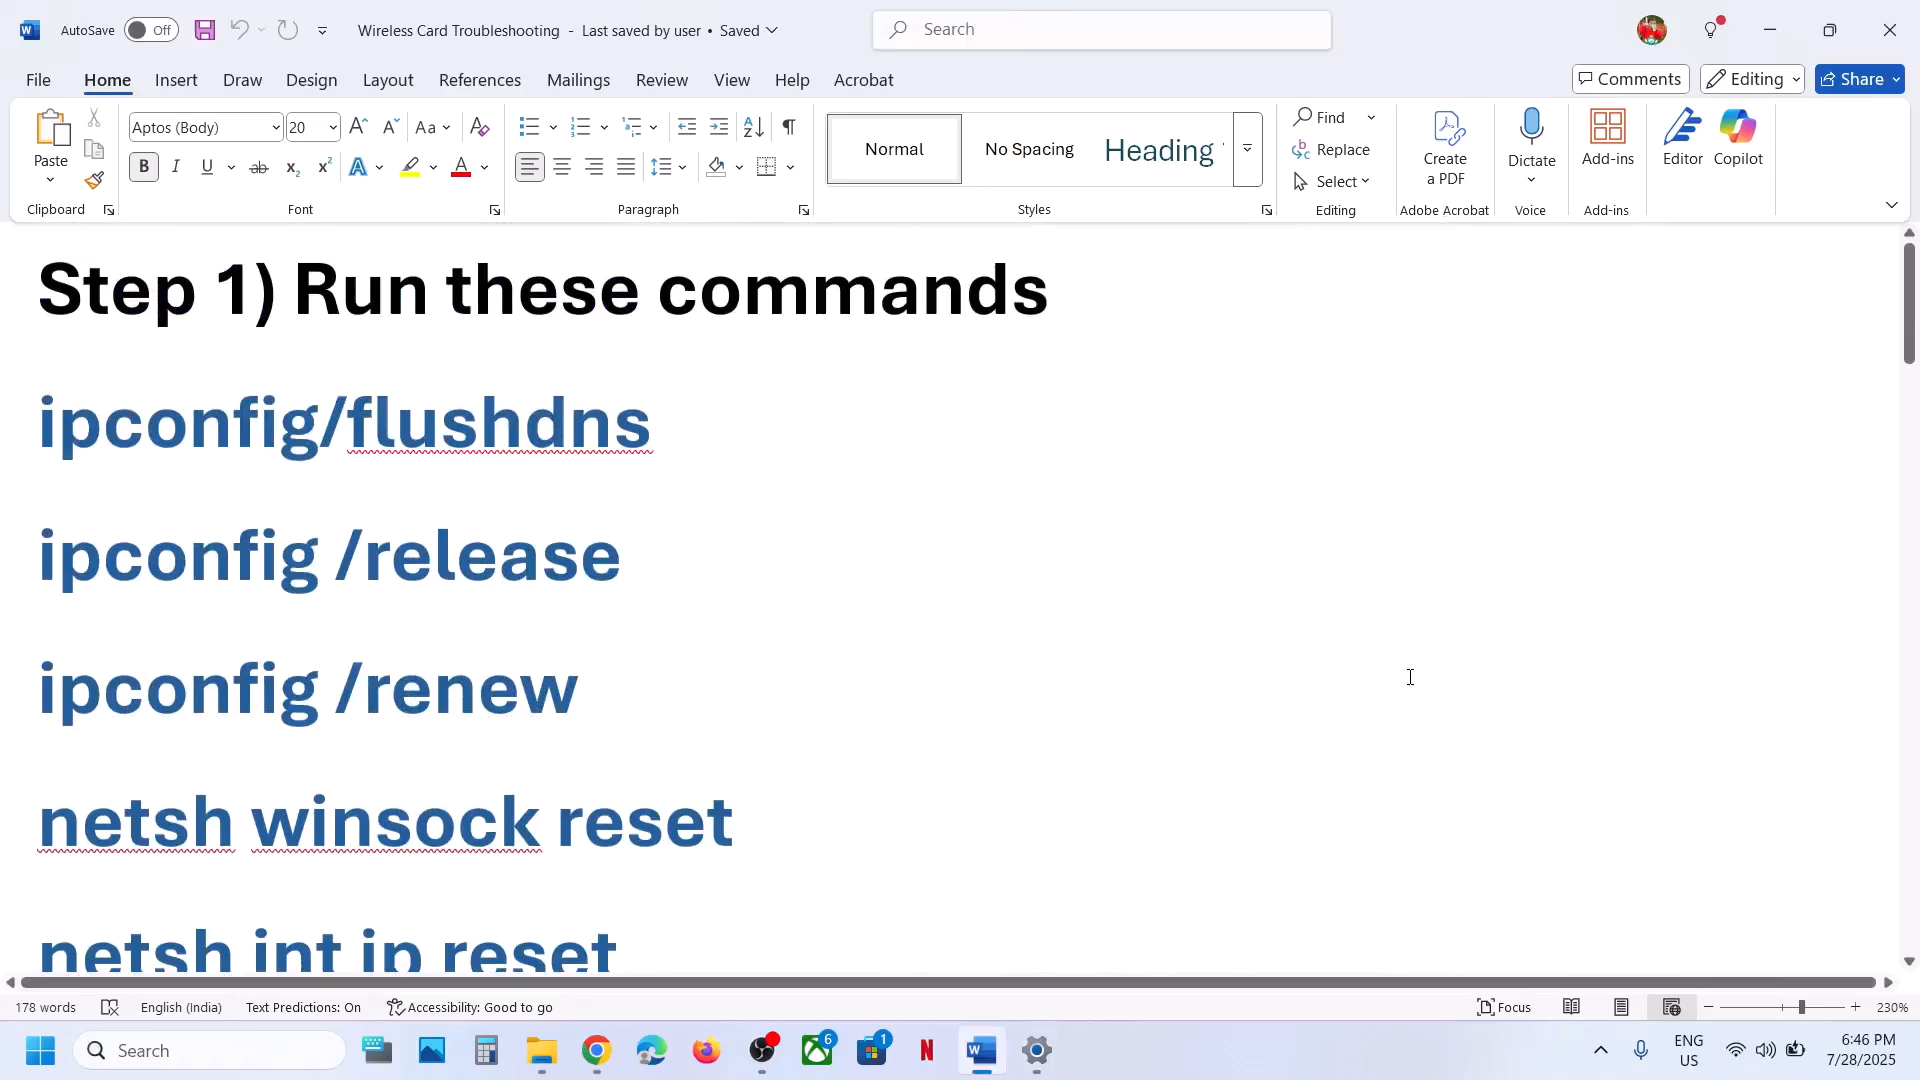 AutoSave Off Wireless Card Troubleshooting - Last saved by user • Saved Search
File Home Insert Draw Design Layout References Mailings Review View Help Acrobat Comments Editing Share
Paste Aptos (Body) 20 Aa Normal No Spacing Heading Find Replace Select Create a PDF Dictate Add-ins Editor Copilot
Clipboard Font Paragraph Styles Editing Adobe Acrobat Voice Add-ins
Step 1) Run these commands
ipconfig/flushdns
ipconfig /release
ipconfig /renew
netsh winsock reset
netsh int ip reset
178 words English (India) Text Predictions: On Accessibility: Good to go Focus 230%
Search 6 1 ENG 6:46 PM
US 7/28/2025